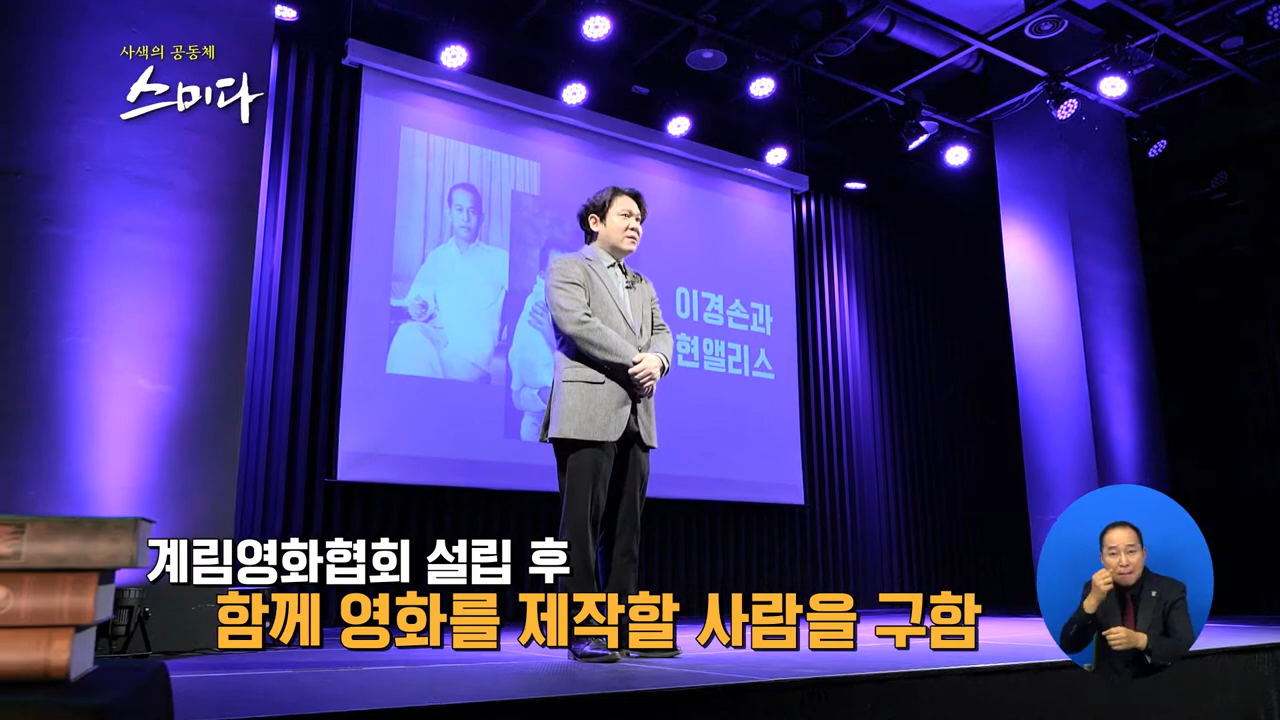 사색의 공동체
스미다
이경손과
현앨리스
계림영화협회 설립 후
함께 영화를 제작할 사람을 구함